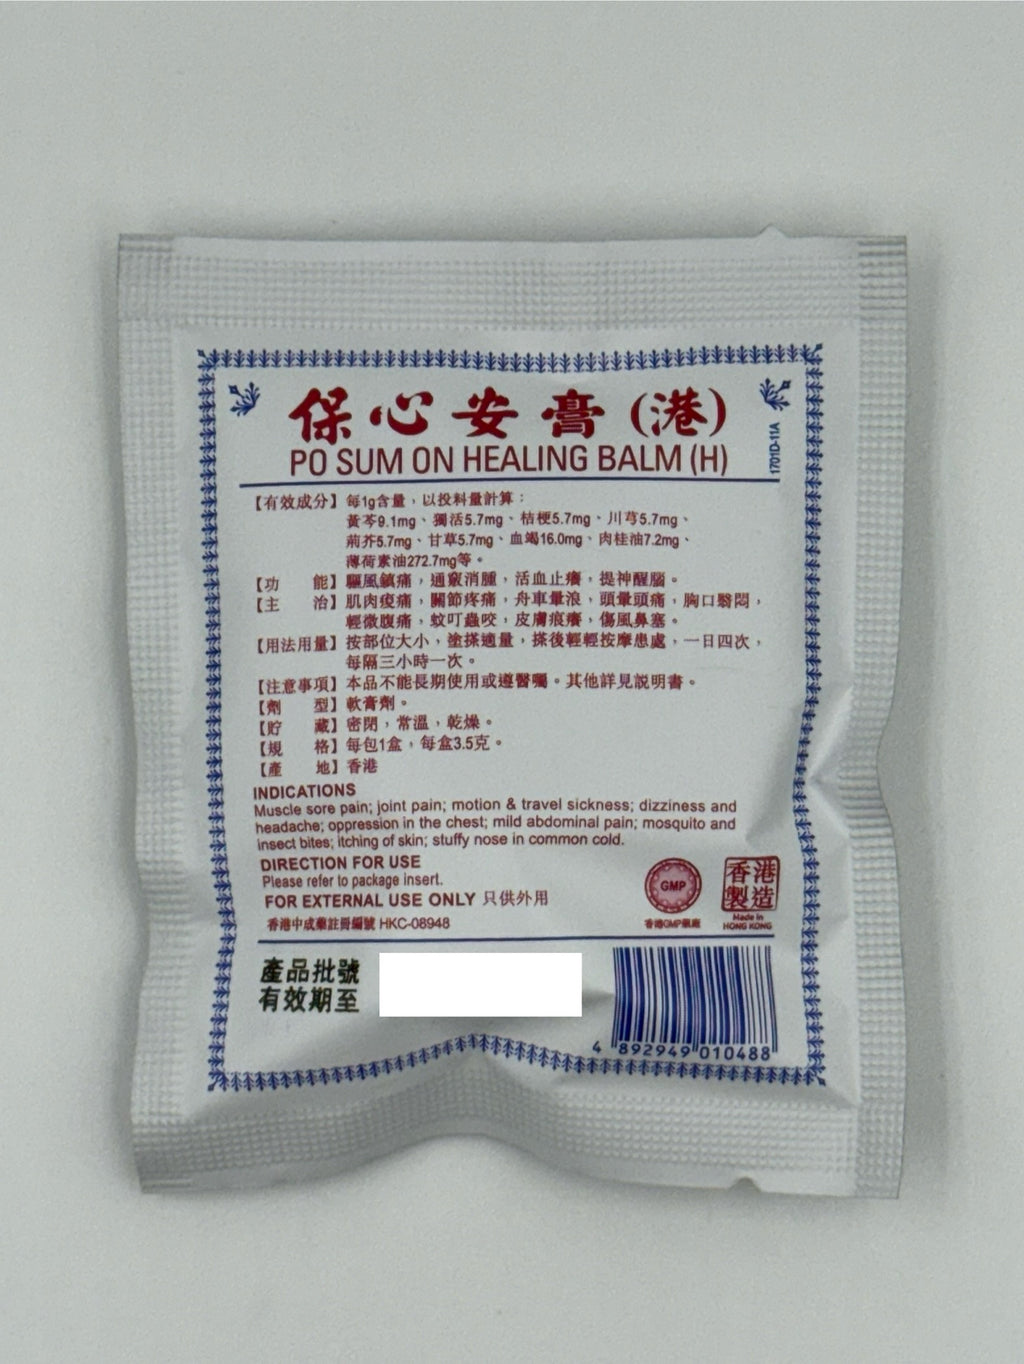 保心安膏(港)
PO SUM ON HEALING BALM (H)
1701D-11A
【有效成分】每1g含量，以投料量計算：
黃芩9.1mg、獨活5.7mg、桔梗5.7mg、川芎5.7mg、
荊芥5.7mg、甘草5.7mg、血竭16.0mg、肉桂油7.2mg、
薄荷素油272.7mg等。
【功 能】驅風鎮痛，通竅消腫，活血止癢，提神醒腦。
【主 治】肌肉痠痛，關節疼痛，舟車暈浪，頭暈頭痛，胸口翳悶，
輕微腹痛，蚊叮蟲咬，皮膚痕癢，傷風鼻塞。
【用法用量】按部位大小，塗搽適量，搽後輕輕按摩患處，一日四次，
每隔三小時一次。
【注意事項】本品不能長期使用或遵醫囑。其他詳見説明書。
【劑 型】軟膏劑。
【貯 藏】密閉，常溫，乾燥。
【規 格】每包1盒，每盒3.5克。
【產 地】香港
INDICATIONS
Muscle sore pain; joint pain; motion & travel sickness; dizziness and
headache; oppression in the chest; mild abdominal pain; mosquito and
insect bites; itching of skin; stuffy nose in common cold.
DIRECTION FOR USE
Please refer to package insert.
FOR EXTERNAL USE ONLY 只供外用
香港中成藥註冊編號 HKC-08948
GMP
香港GMP藥廠
香港
製造
Made in
HONG KONG
產品批號
有效期至
4 892949 010488